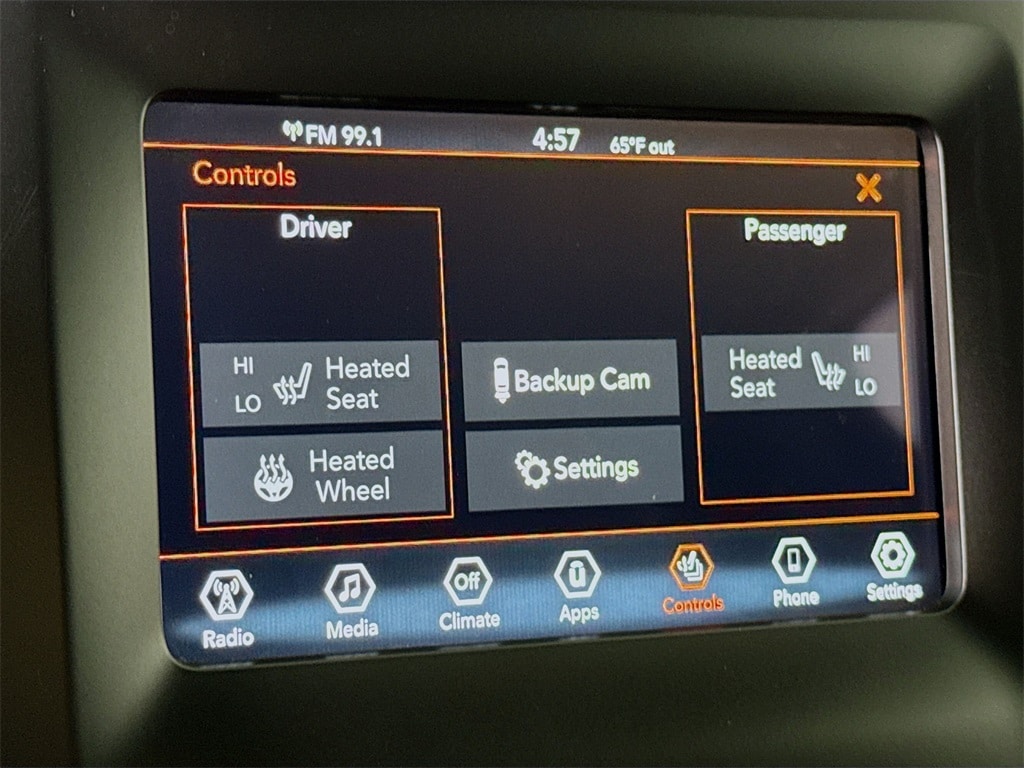 FM 99.1 4:57 65°F out
Controls
Driver
Passenger
HI
LO
Heated
Seat
Backup Cam
Heated
Seat
HI
LO
Heated
Wheel
Settings
Radio
Media
Off
Climate
Apps
Controls
Phone
Settings